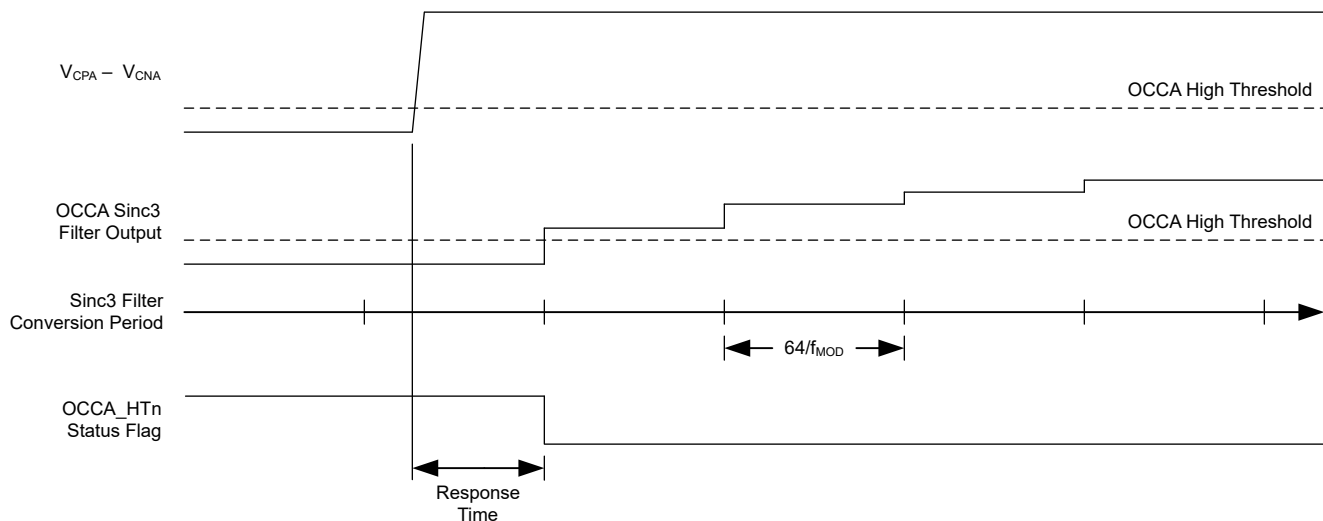 V_CPA – V_CNA
OCCA High Threshold
OCCA Sinc3
Filter Output
OCCA High Threshold
Sinc3 Filter
Conversion Period
64/f_MOD
OCCA_HTn
Status Flag
Response
Time